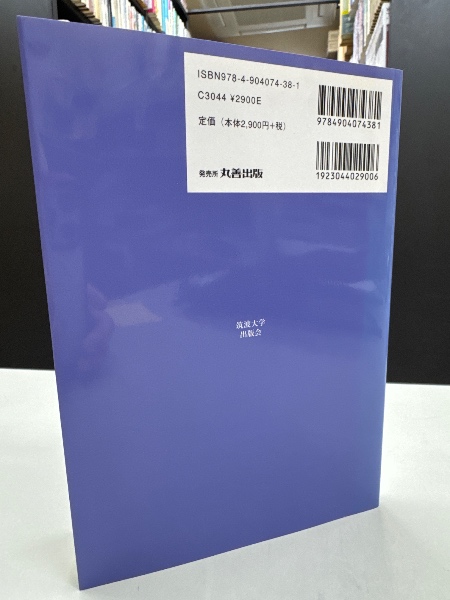 ISBN978-4-904074-38-1
C3044 ¥2900E
定価（本体2,900円+税）
発売所 丸善出版
9784904074381
1923044029006
筑波大学
出版会